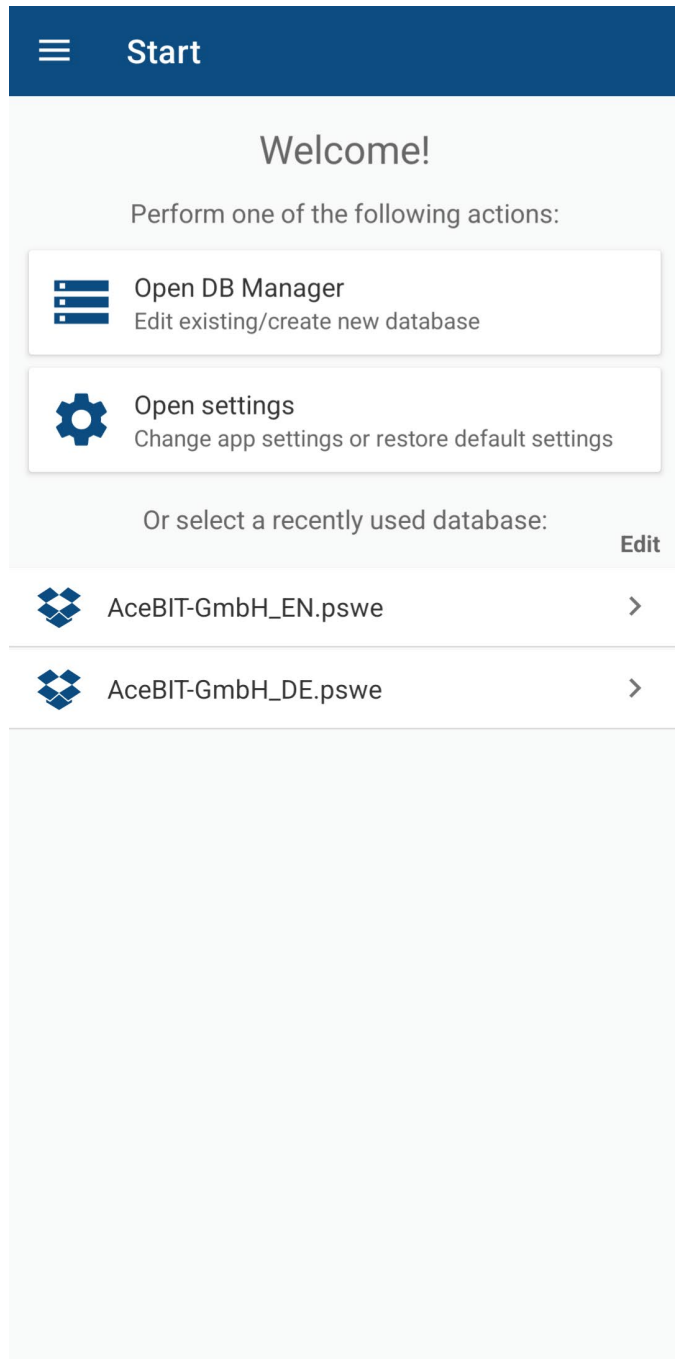 Start
Welcome!
Perform one of the following actions:
Open DB Manager
Edit existing/create new database
Open settings
Change app settings or restore default settings
Or select a recently used database:
Edit
AceBIT-GmbH_EN.pswe
AceBIT-GmbH_DE.pswe